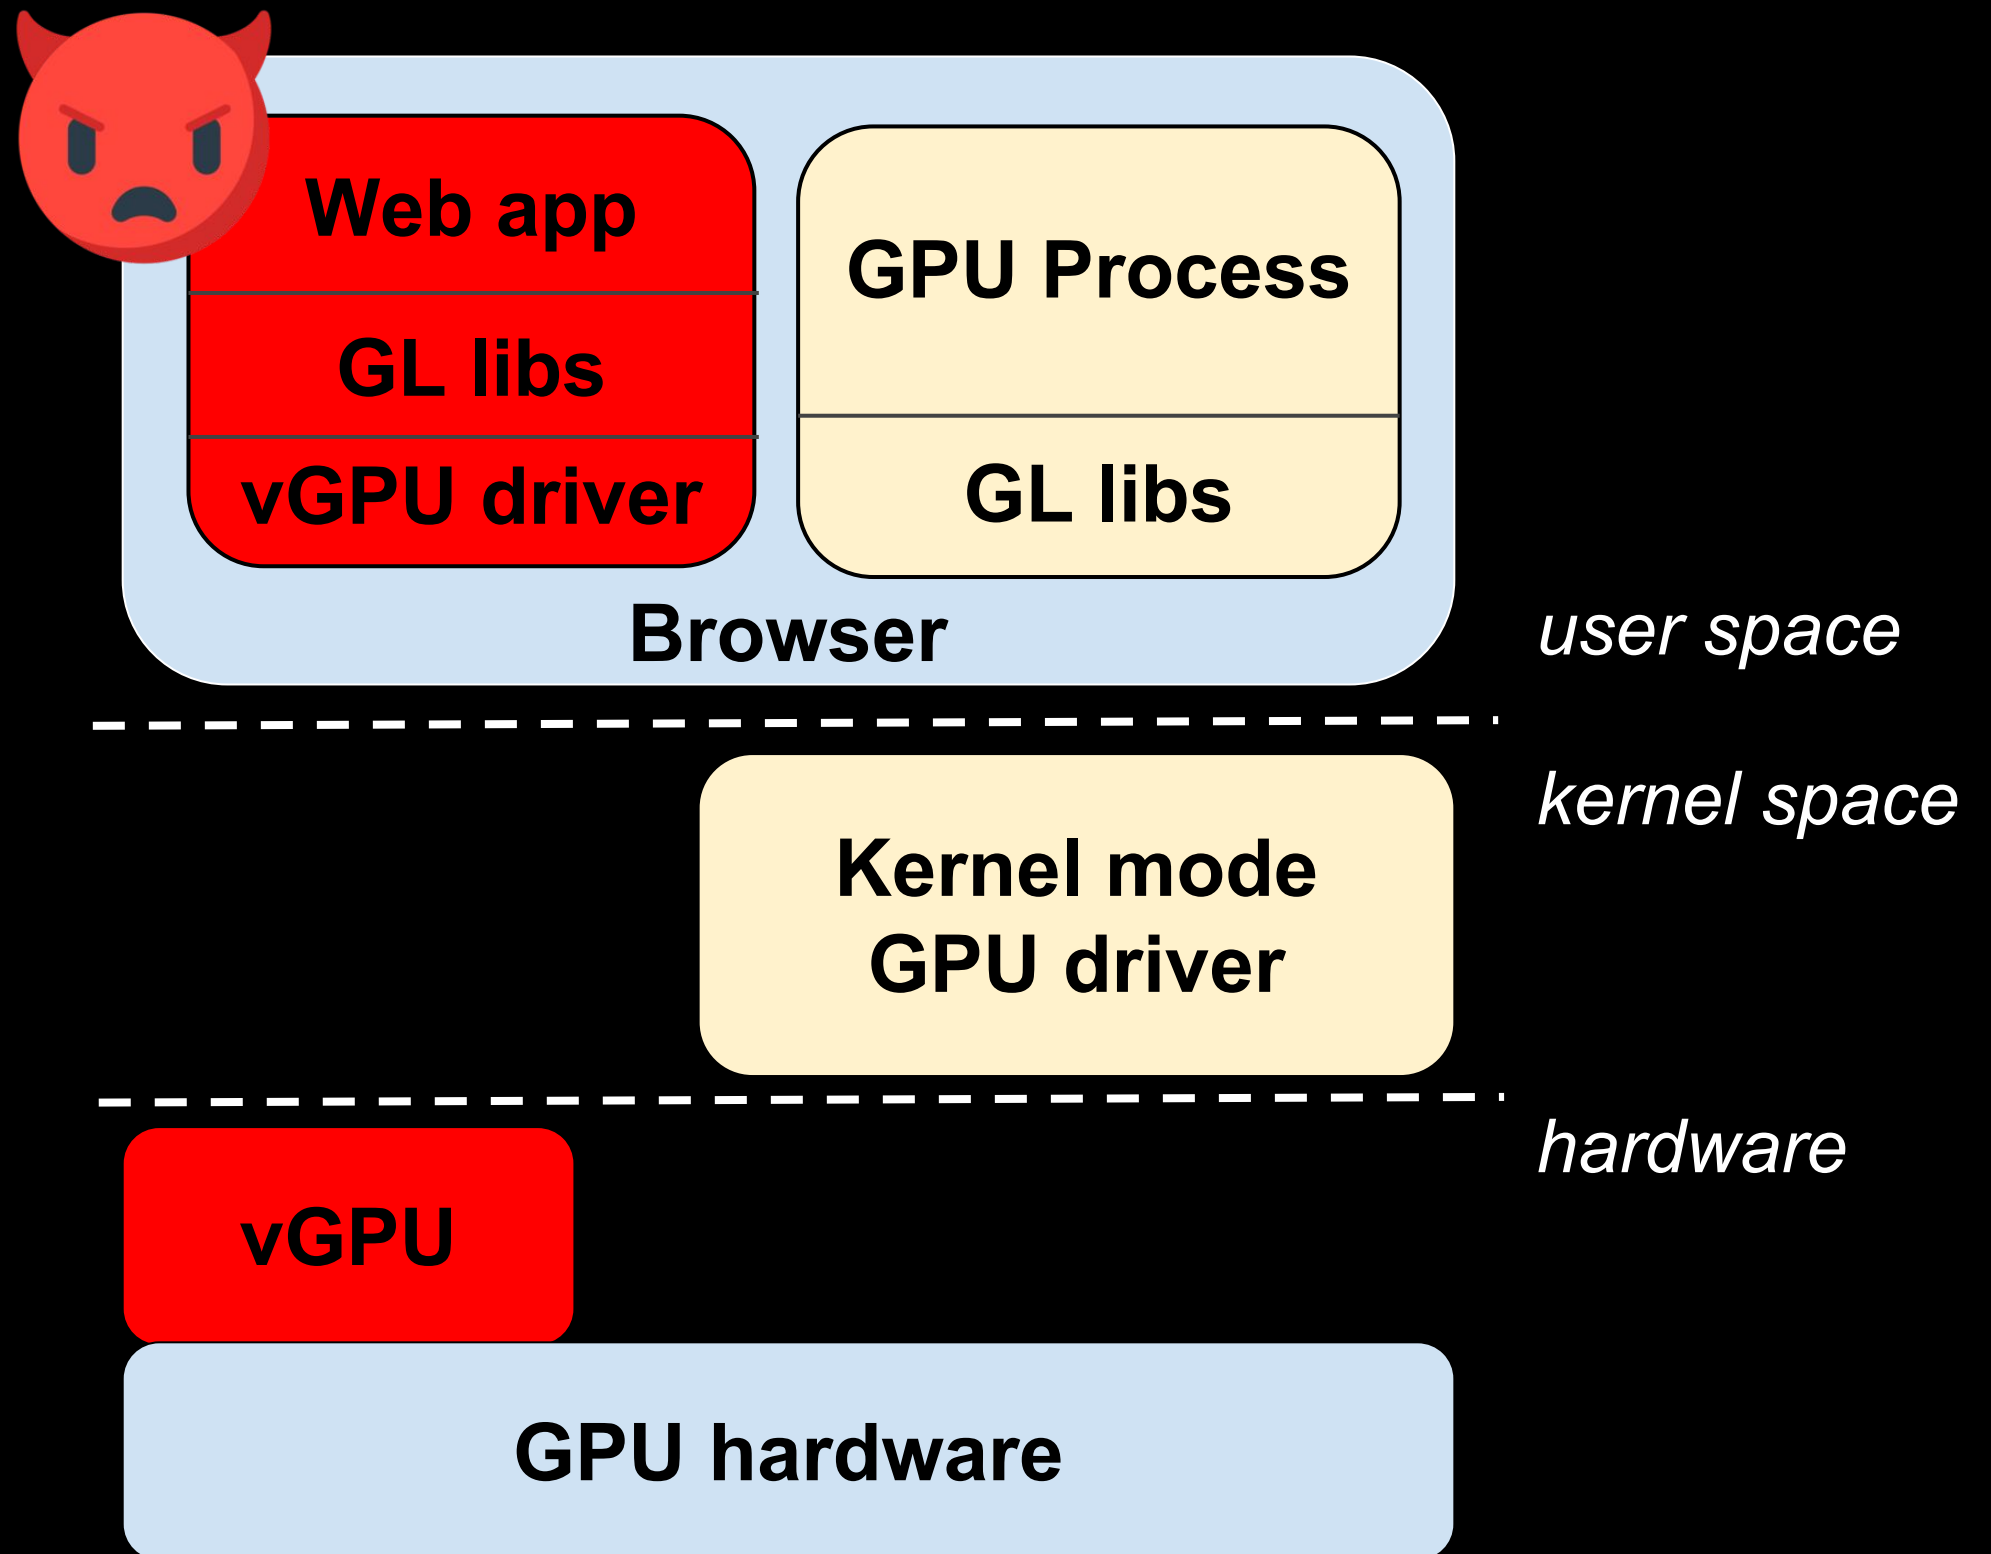 Web app
GL libs
vGPU driver
GPU Process
GL libs
Browser
user space
kernel space
Kernel mode
GPU driver
hardware
vGPU
GPU hardware